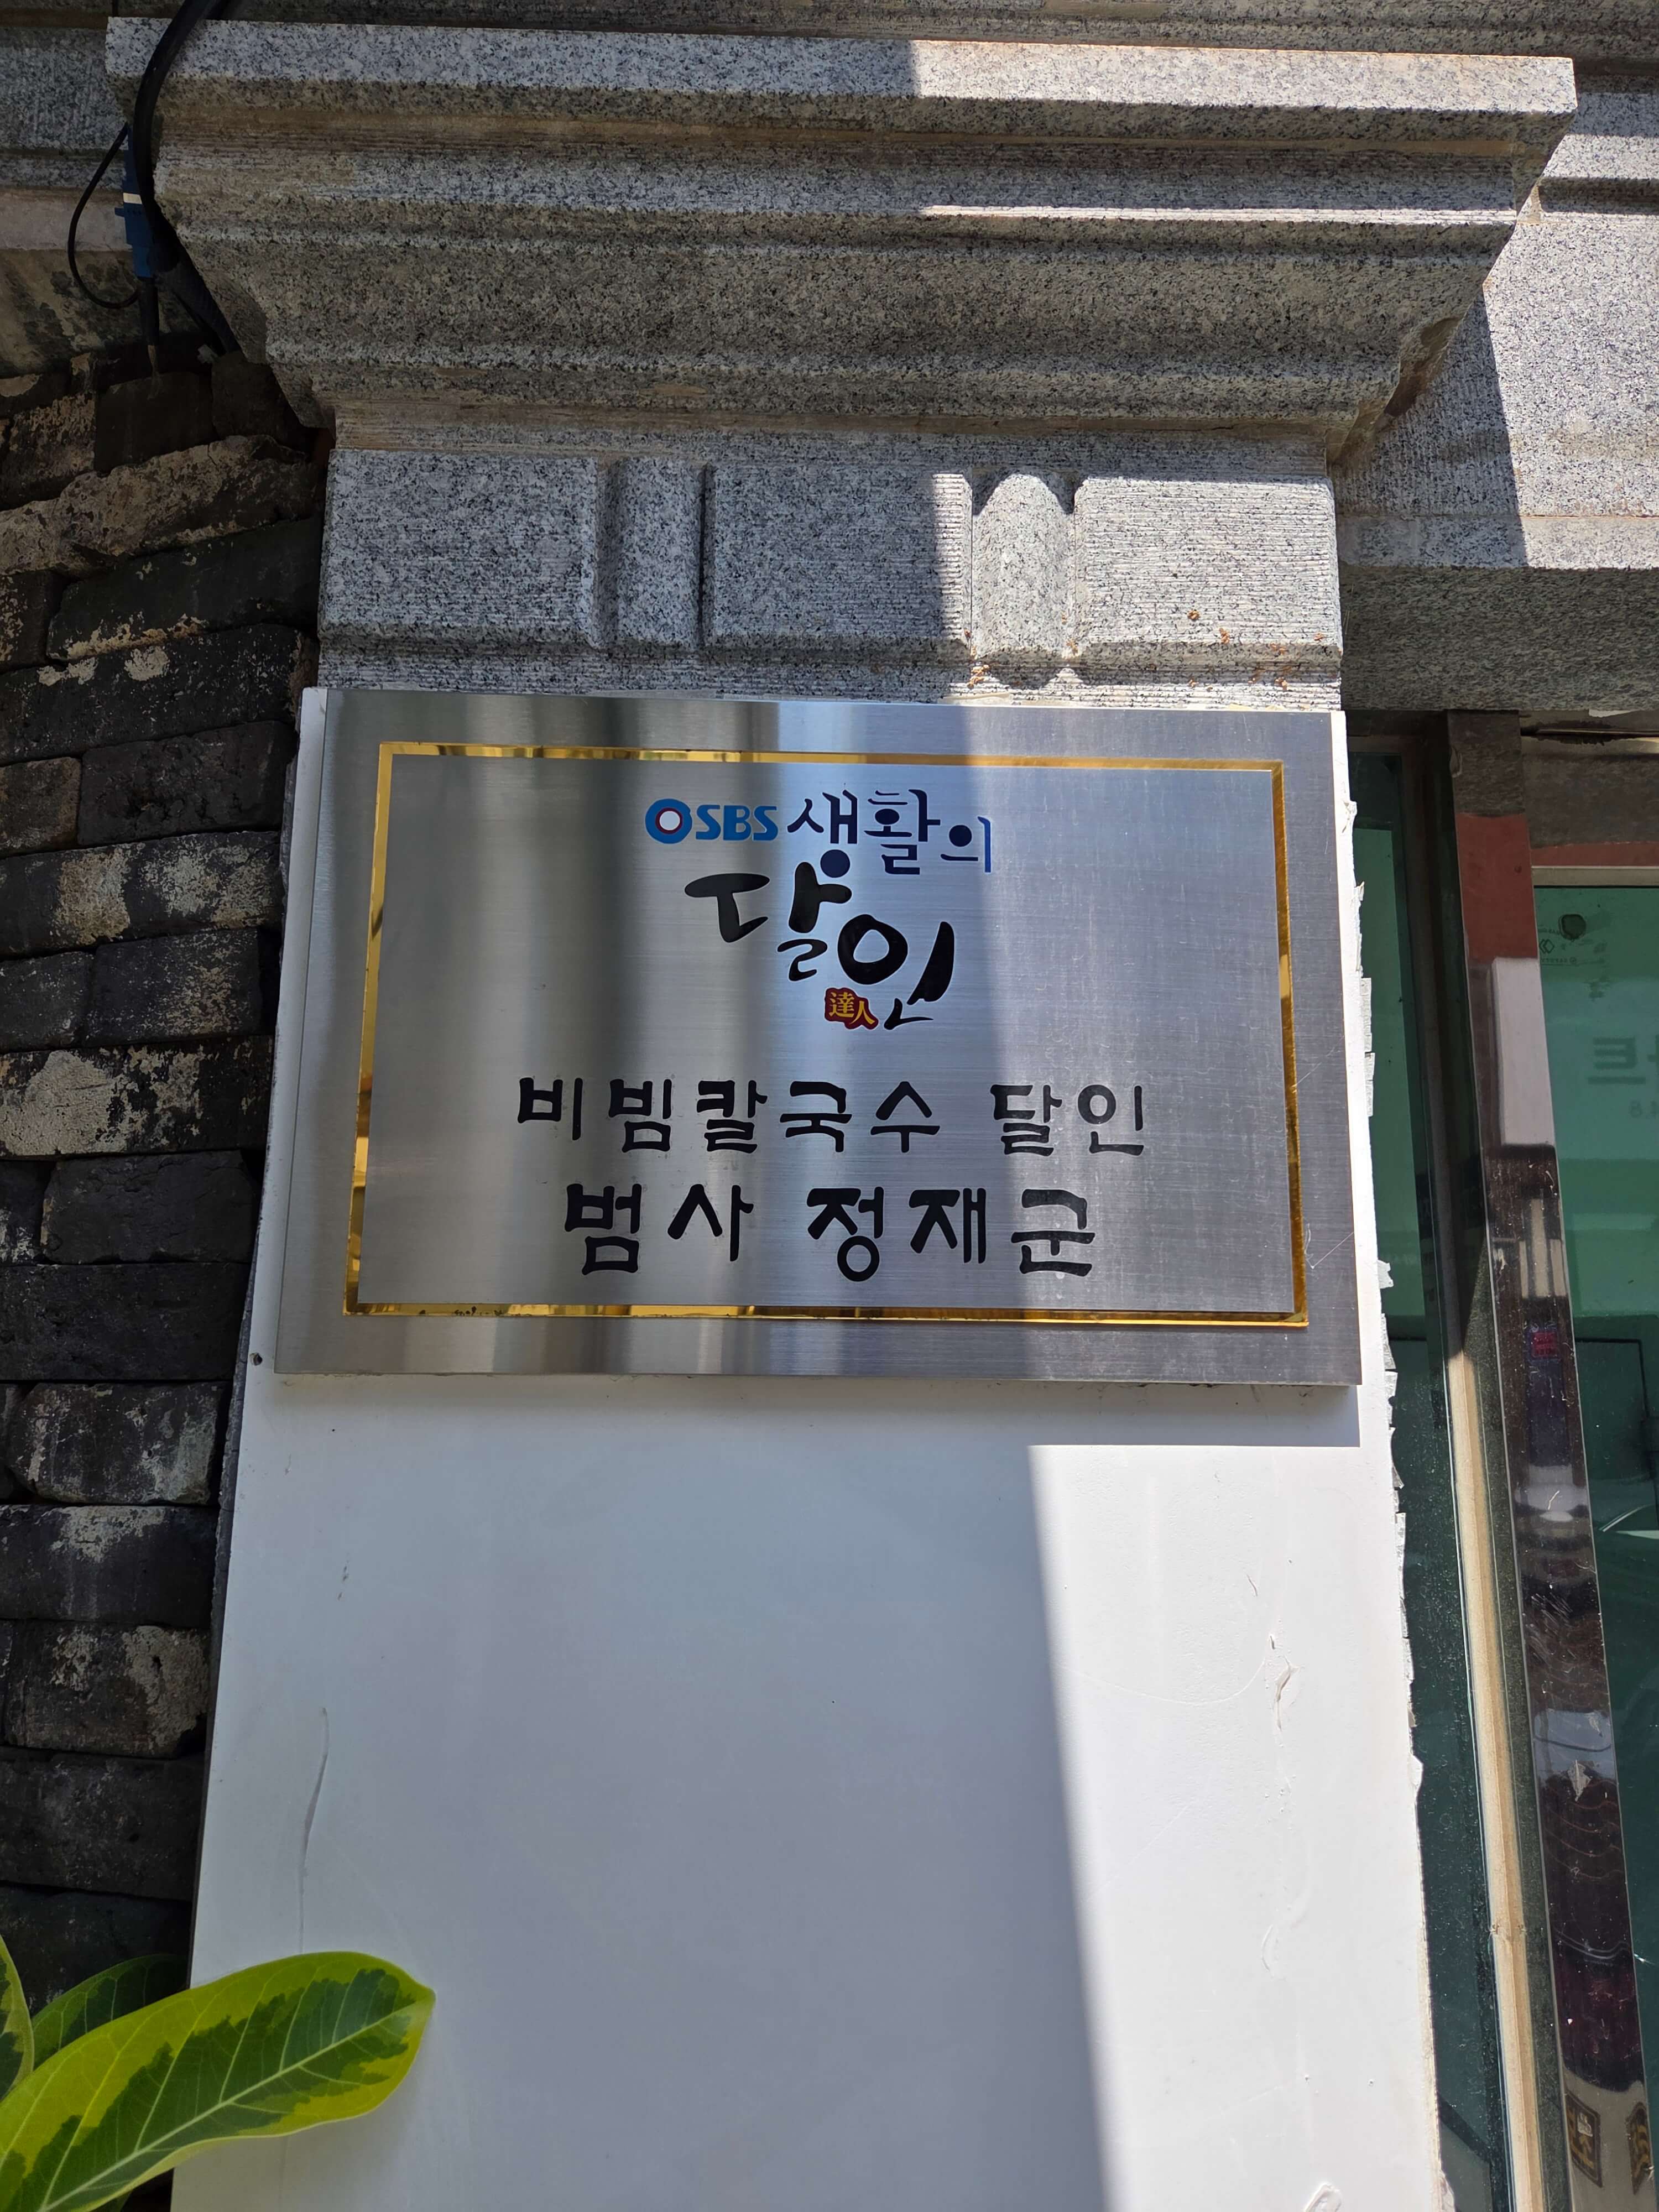 SBS 생활의
달인
達人
비빔칼국수 달인
범사 정재군